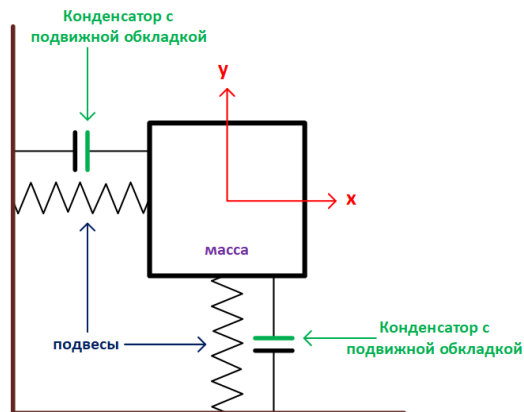 Конденсатор с
подвижной обкладкой
y
x
масса
подвесы
Конденсатор с
подвижной обкладкой